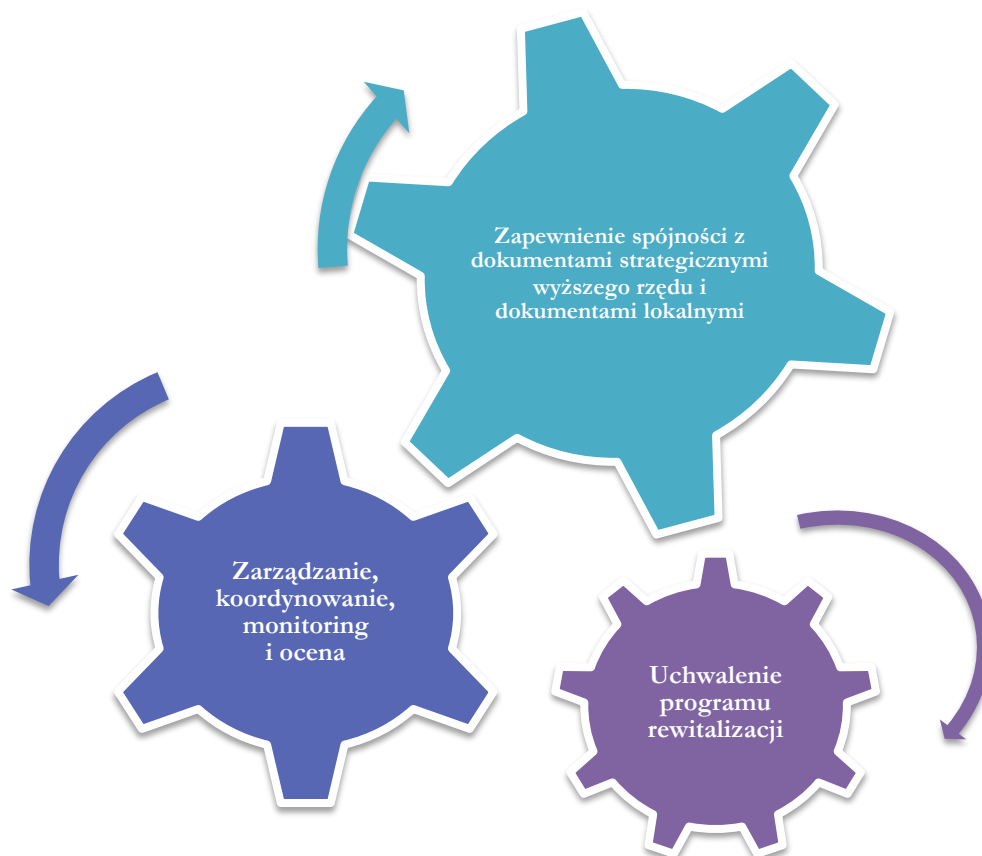 Zapewnienie spójności z
dokumentami strategicznymi
wyższego rzędu i
dokumentami lokalnymi
Zarządzanie,
koordynowanie,
monitoring
i ocena
Uchwalenie
programu
rewitalizacji